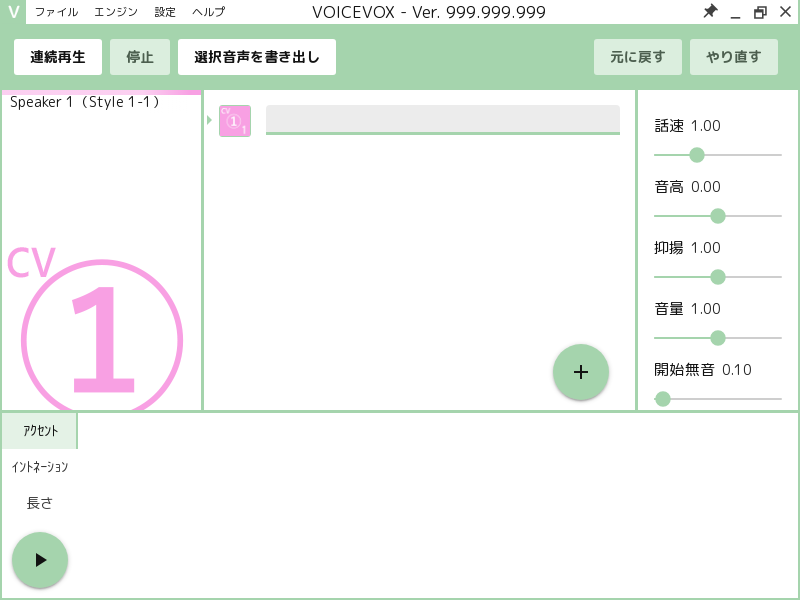 V ファイル エンジン 設定 ヘルプ VOICEVOX - Ver. 999.999.999
連続再生 停止 選択音声を書き出し 元に戻す やり直す
Speaker 1（Style 1-1）
CV
①
CV
①
1
話速 1.00
音高 0.00
抑揚 1.00
音量 1.00
開始無音 0.10
+
ｱｸｾﾝﾄ
ｲﾝﾄﾈｰｼｮﾝ
長さ